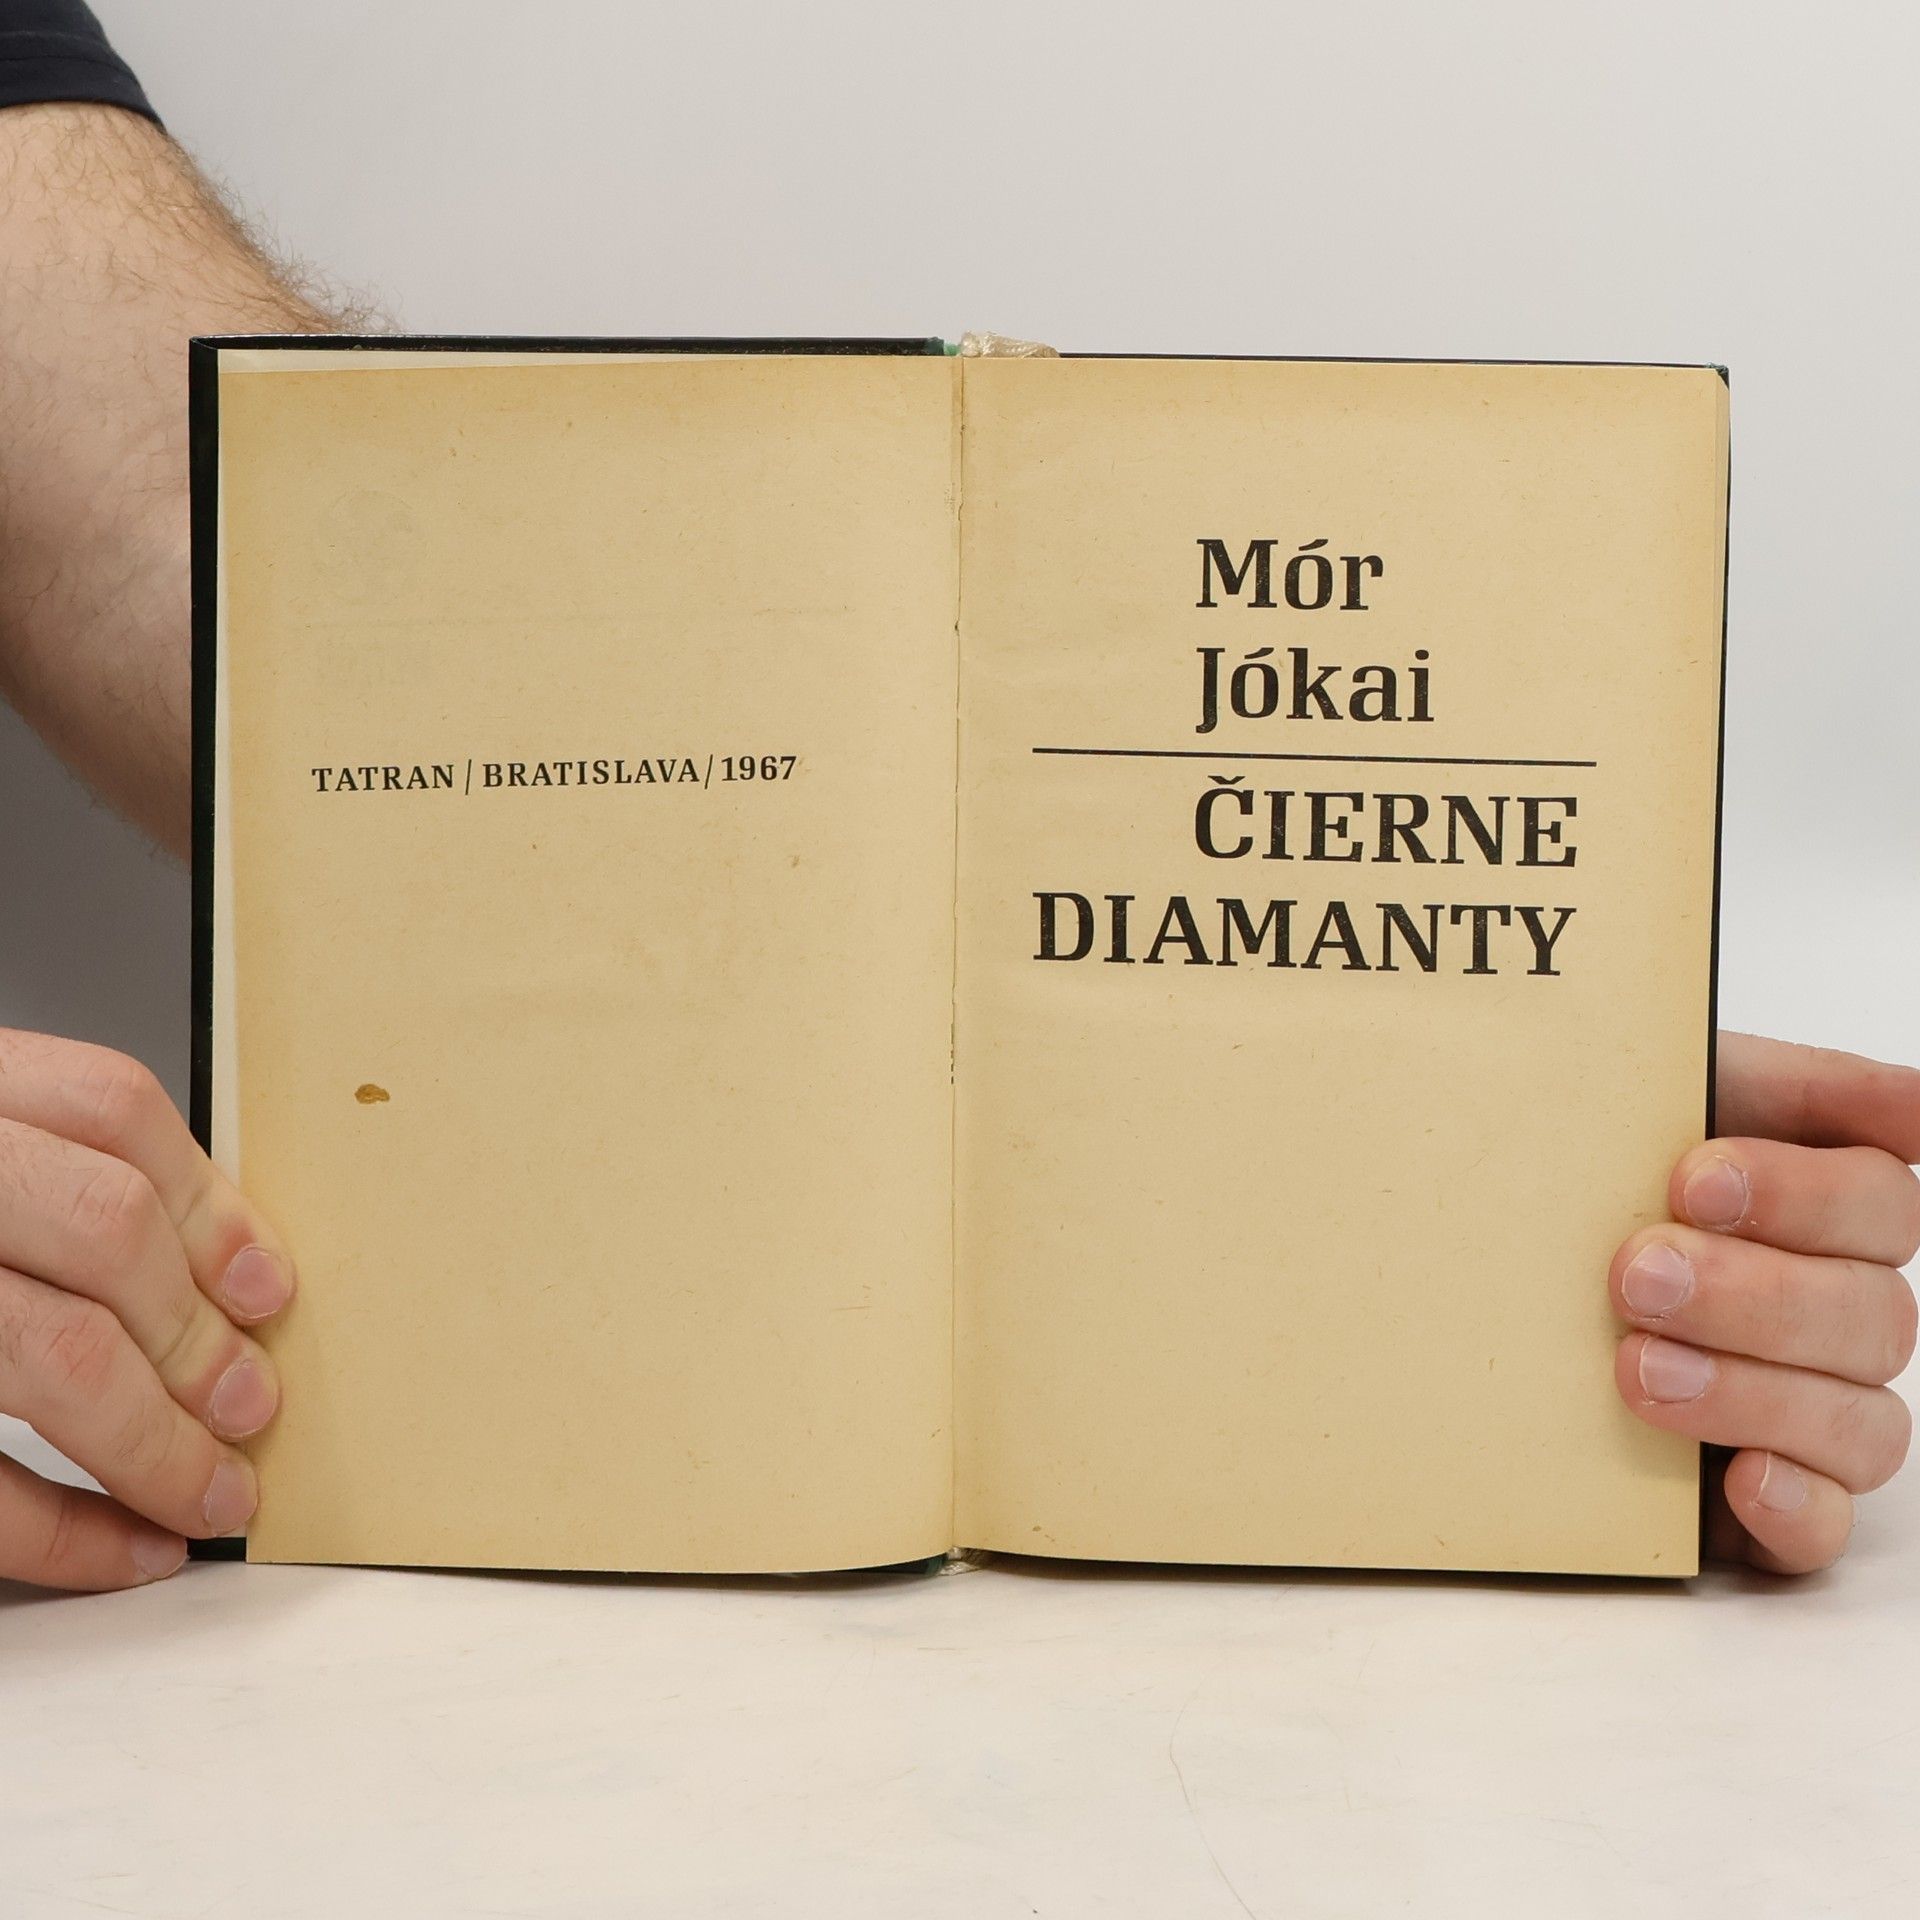 TATRAN / BRATISLAVA / 1967
Mór
Jókai
ČIERNE
DIAMANTY